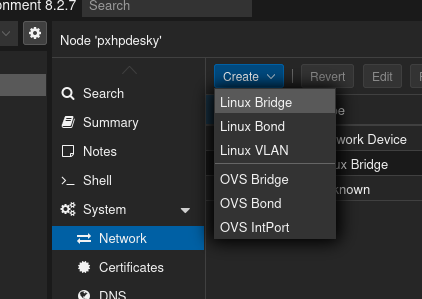 onment 8.2.7
Search
Node 'pxhpdesky'
Search
Summary
Notes
Shell
System
Network
Certificates
DNS
Create
Revert
Edit
Linux Bridge
Linux Bond
Linux VLAN
OVS Bridge
OVS Bond
OVS IntPort
work Device
ux Bridge
known